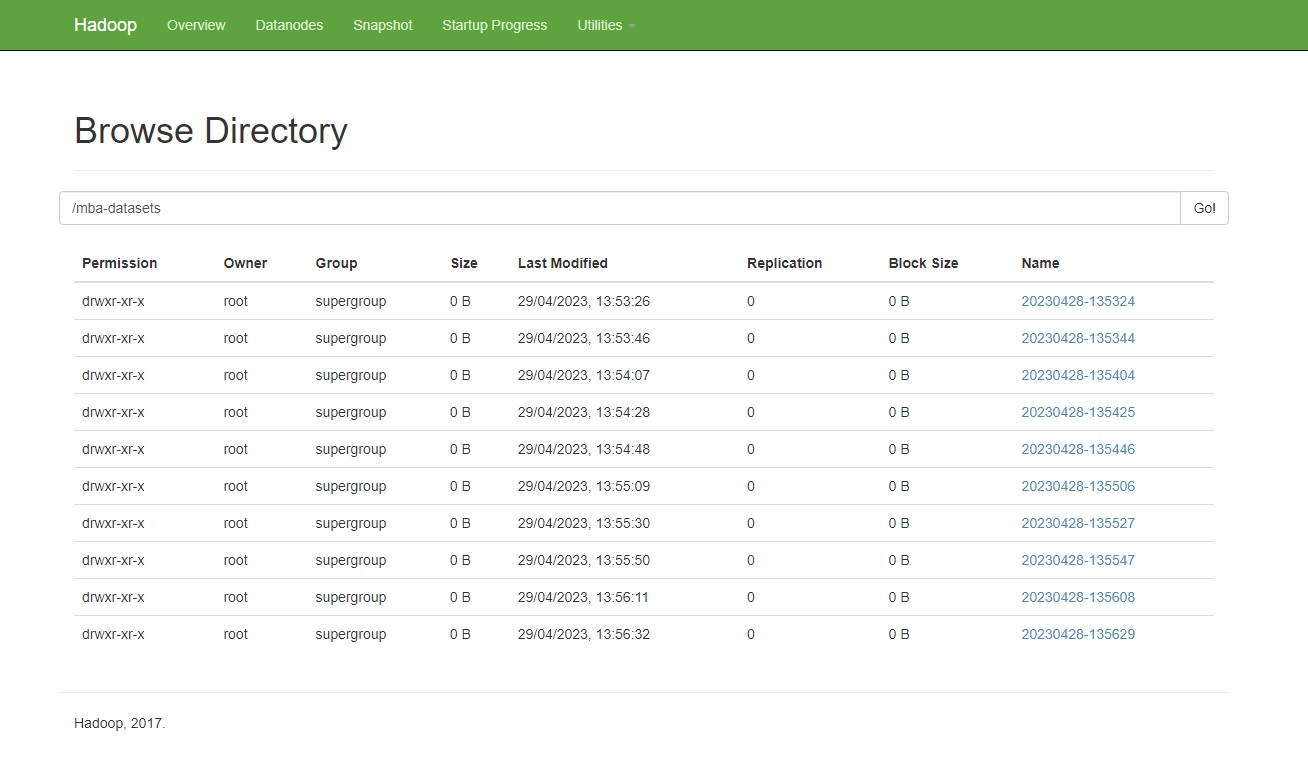 Hadoop Overview Datanodes Snapshot Startup Progress Utilities
Browse Directory
/mba-datasets Go!
Permission Owner Group Size Last Modified Replication Block Size Name
drwxr-xr-x root supergroup 0 B 29/04/2023, 13:53:26 0 0 B 20230428-135324
drwxr-xr-x root supergroup 0 B 29/04/2023, 13:53:46 0 0 B 20230428-135344
drwxr-xr-x root supergroup 0 B 29/04/2023, 13:54:07 0 0 B 20230428-135404
drwxr-xr-x root supergroup 0 B 29/04/2023, 13:54:28 0 0 B 20230428-135425
drwxr-xr-x root supergroup 0 B 29/04/2023, 13:54:48 0 0 B 20230428-135446
drwxr-xr-x root supergroup 0 B 29/04/2023, 13:55:09 0 0 B 20230428-135506
drwxr-xr-x root supergroup 0 B 29/04/2023, 13:55:30 0 0 B 20230428-135527
drwxr-xr-x root supergroup 0 B 29/04/2023, 13:55:50 0 0 B 20230428-135547
drwxr-xr-x root supergroup 0 B 29/04/2023, 13:56:11 0 0 B 20230428-135608
drwxr-xr-x root supergroup 0 B 29/04/2023, 13:56:32 0 0 B 20230428-135629
Hadoop, 2017.